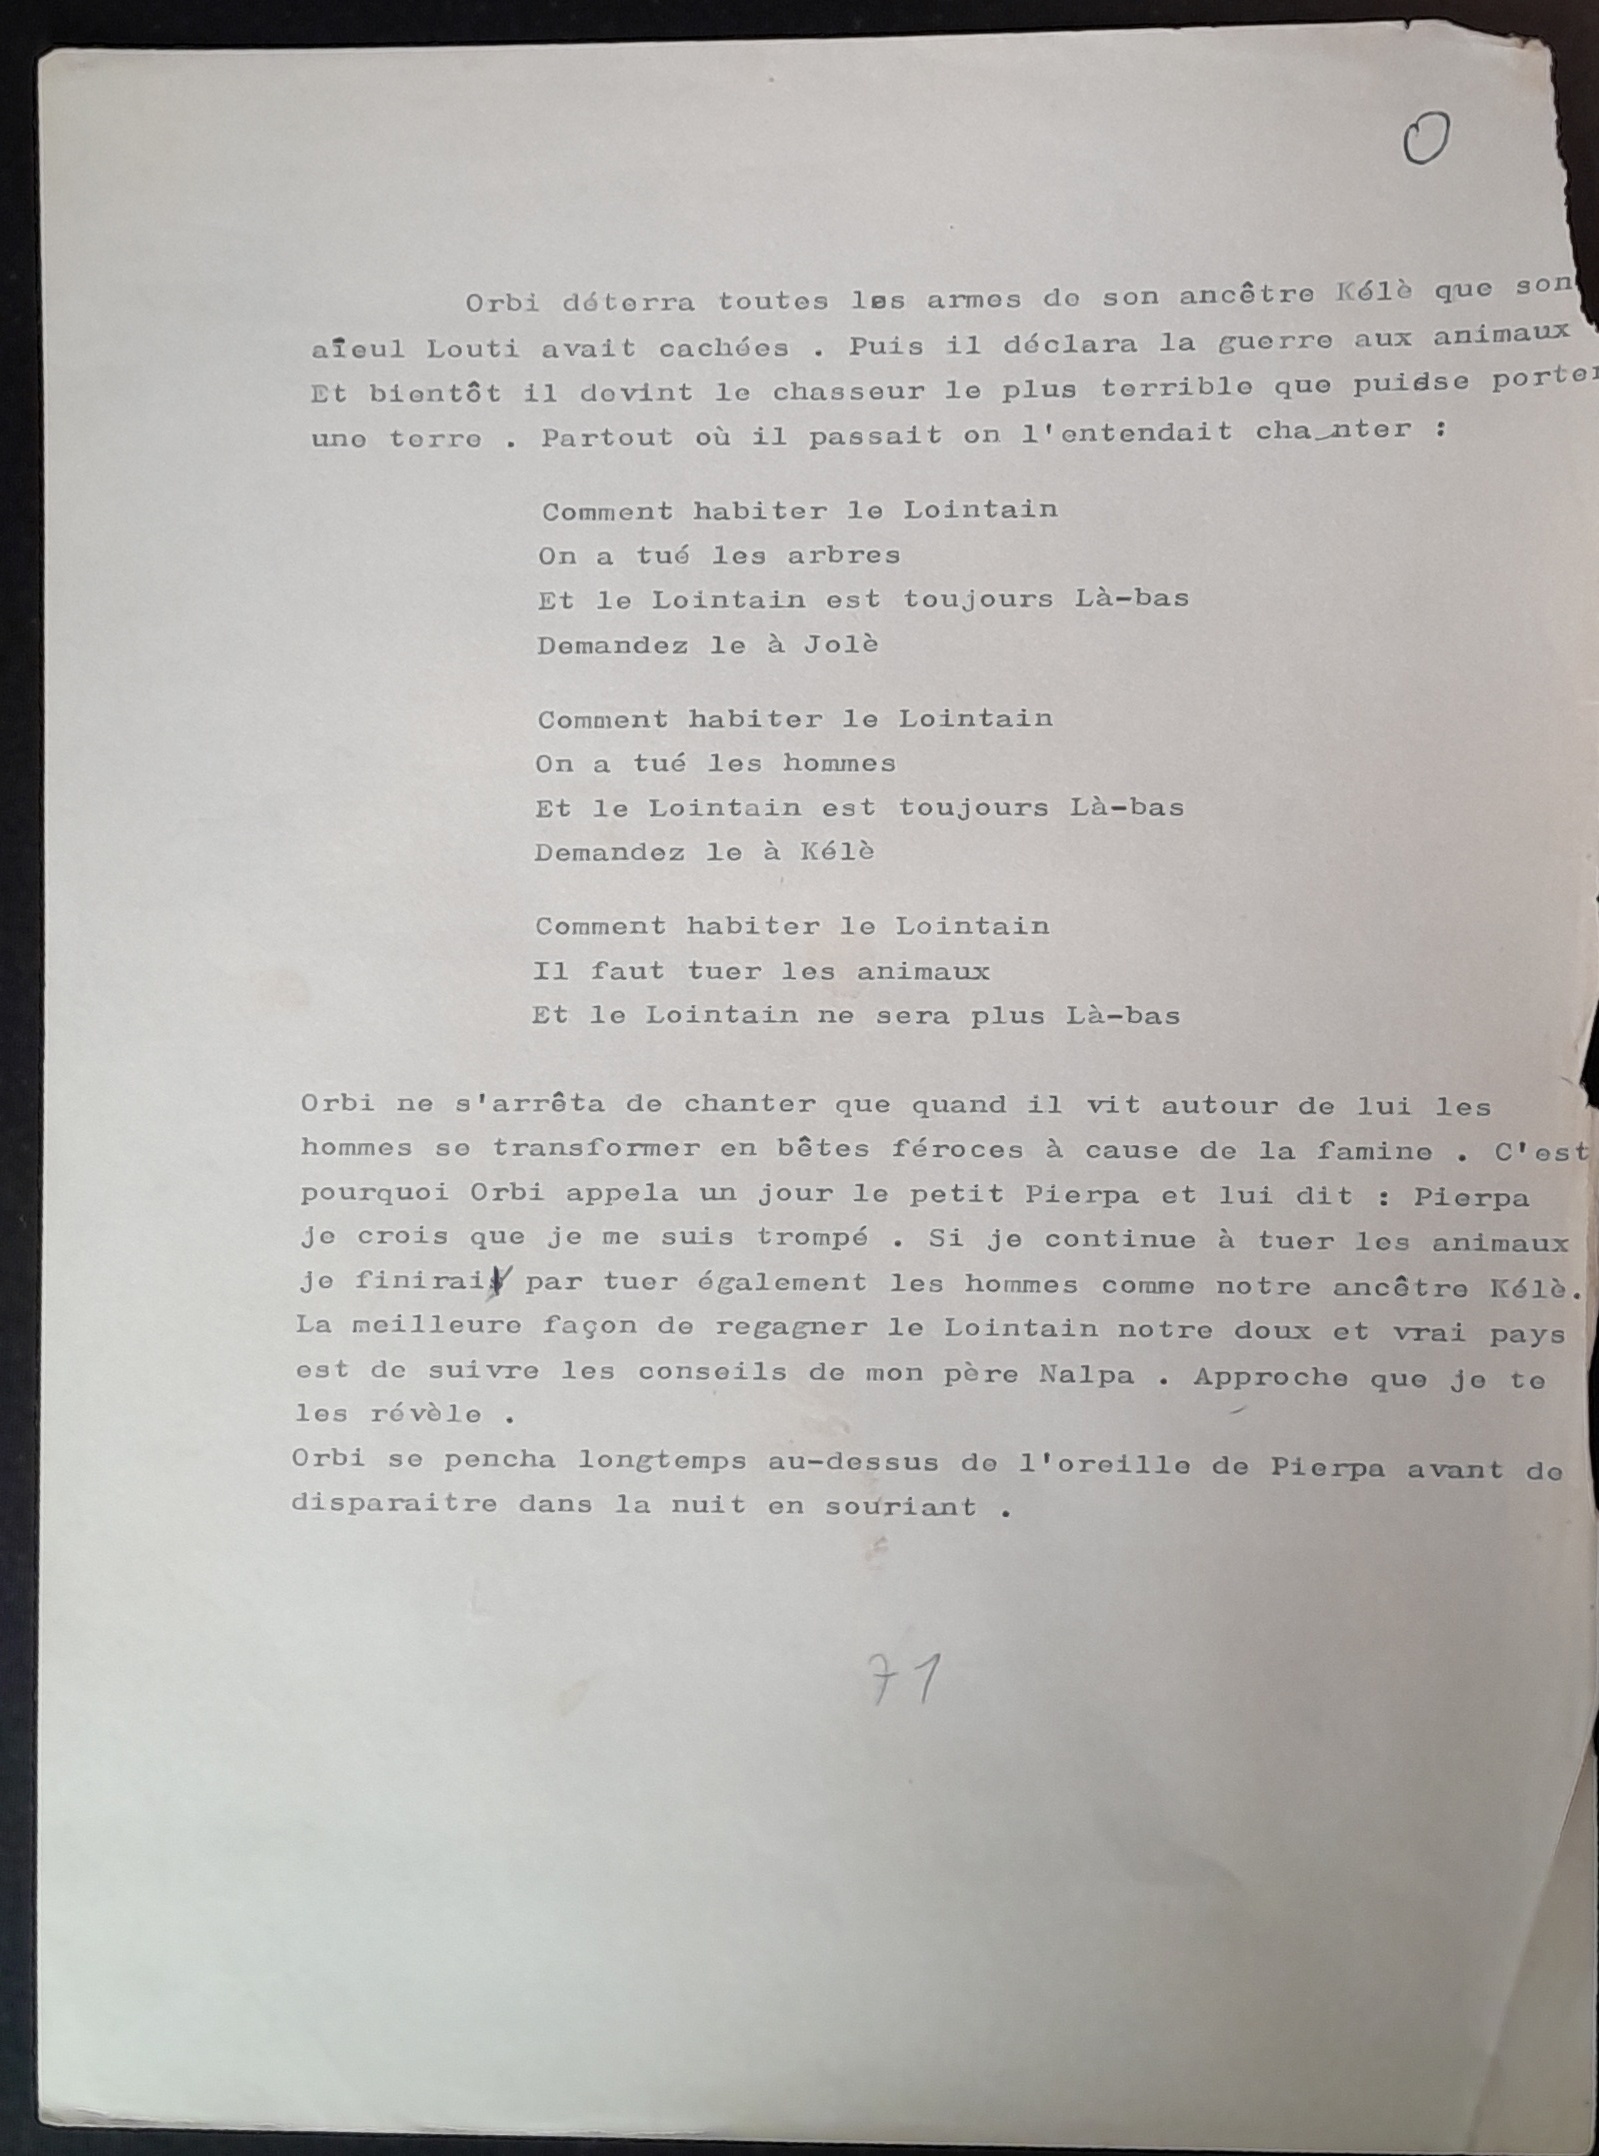 O
Orbi déterra toutes les armes de son ancêtre Kélè que son
aïeul Louti avait cachées . Puis il déclara la guerre aux animaux
Et bientôt il devint le chasseur le plus terrible que puisse porter
une terre . Partout où il passait on l'entendait cha_nter :
Comment habiter le Lointain
On a tué les arbres
Et le Lointain est toujours Là-bas
Demandez le à Jolè
Comment habiter le Lointain
On a tué les hommes
Et le Lointain est toujours Là-bas
Demandez le à Kélè
Comment habiter le Lointain
Il faut tuer les animaux
Et le Lointain ne sera plus Là-bas
Orbi ne s'arrêta de chanter que quand il vit autour de lui les
hommes se transformer en bêtes féroces à cause de la famine . C'est
pourquoi Orbi appela un jour le petit Pierpa et lui dit : Pierpa
je crois que je me suis trompé . Si je continue à tuer les animaux
je finirai par tuer également les hommes comme notre ancêtre Kélè.
La meilleure façon de regagner le Lointain notre doux et vrai pays
est de suivre les conseils de mon père Nalpa . Approche que je te
les révèle .
Orbi se pencha longtemps au-dessus de l'oreille de Pierpa avant de
disparaitre dans la nuit en souriant .
71